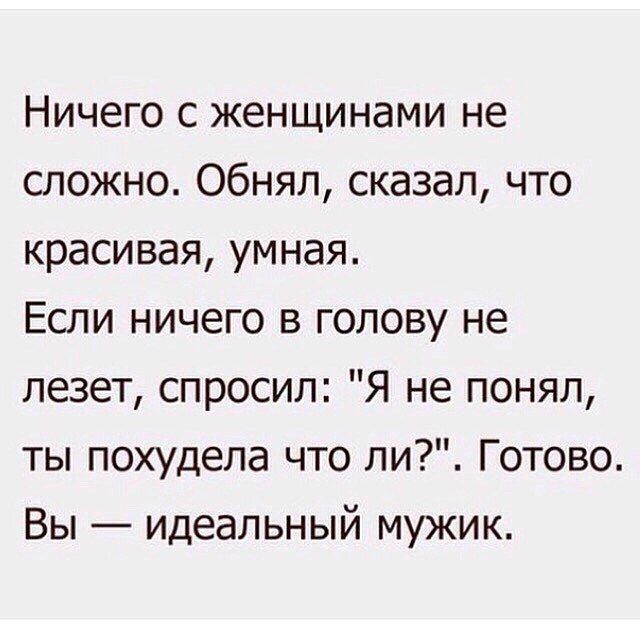 Ничего с женщинами не
сложно. Обнял, сказал, что
красивая, умная.
Если ничего в голову не
лезет, спросил: "Я не понял,
ты похудела что ли?". Готово.
Вы — идеальный мужик.